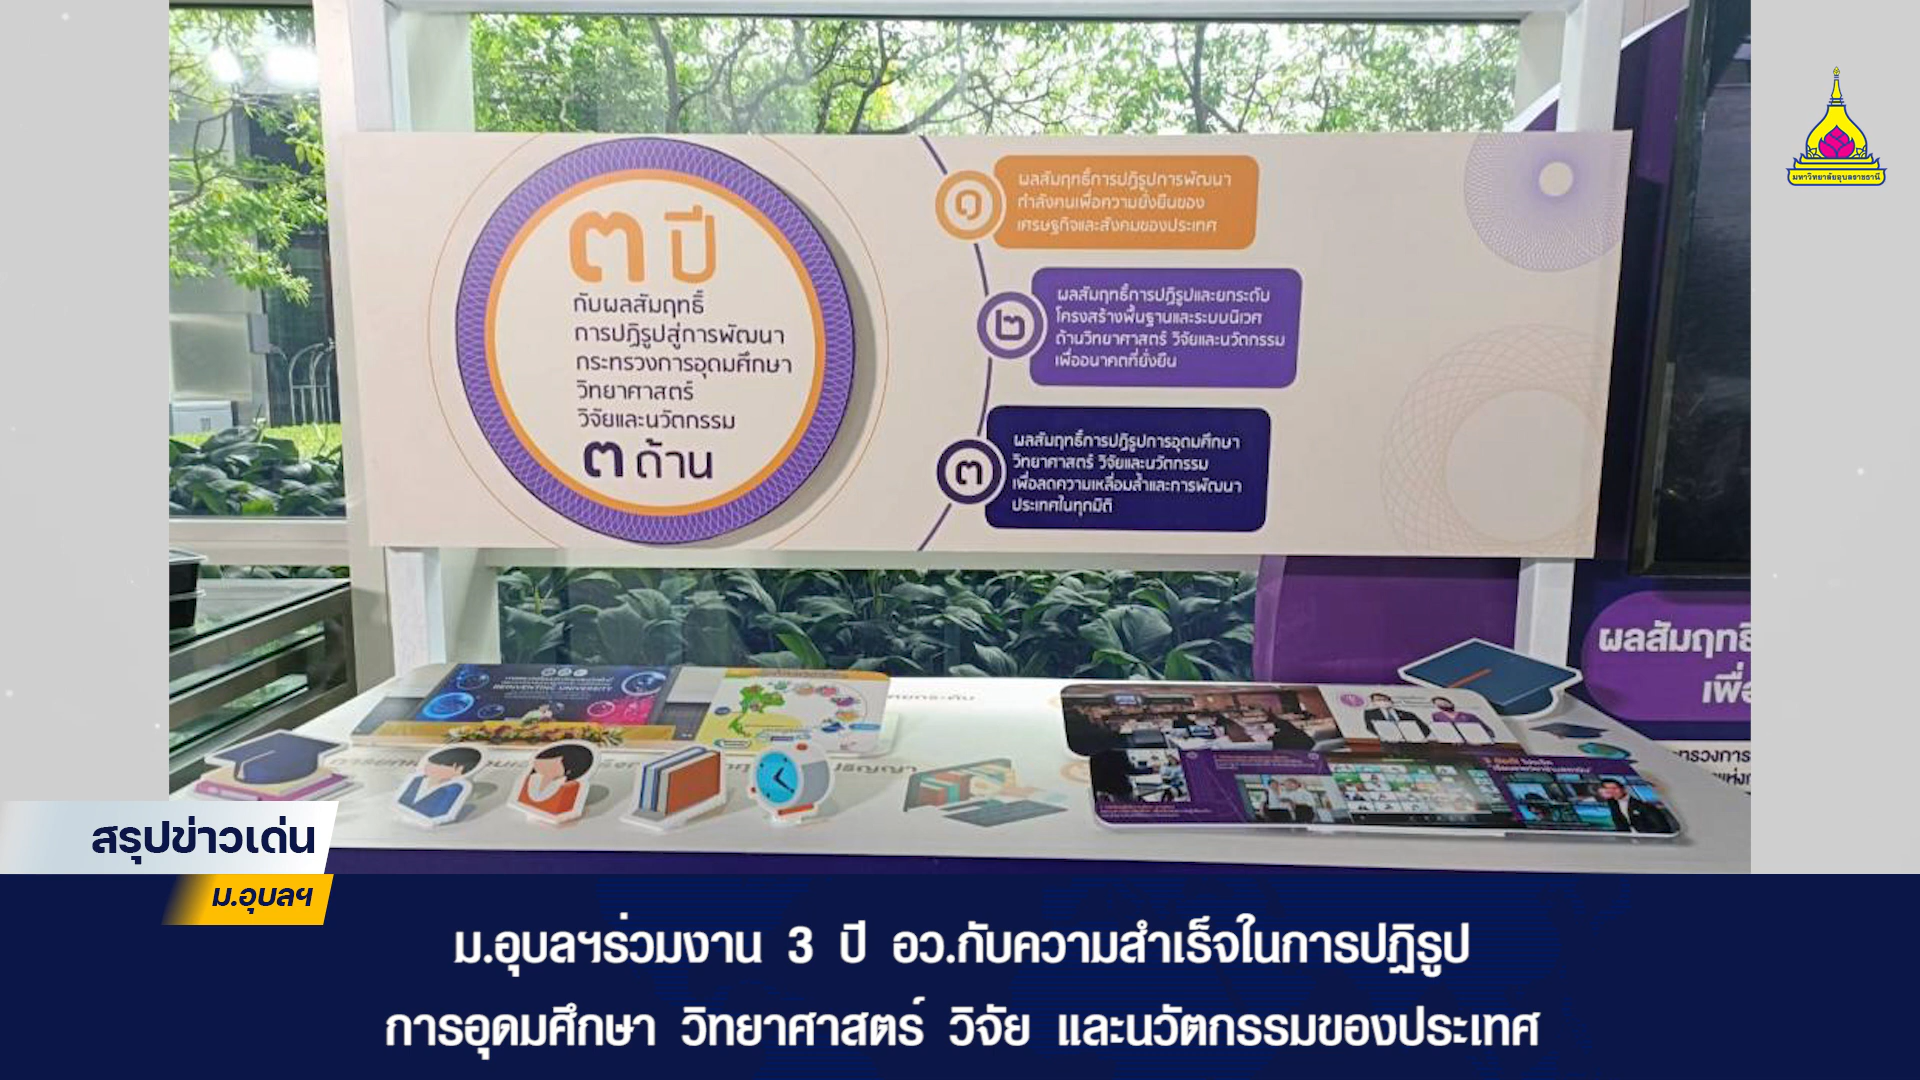 มหาวิทยาลัยอุบลราชธานี
๓ ปี
กับผลสัมฤทธิ์
การปฏิรูปสู่การพัฒนา
กระทรวงการอุดมศึกษา
วิทยาศาสตร์
วิจัยและนวัตกรรม
๓ ด้าน
๑
ผลสัมฤทธิ์การปฏิรูปการพัฒนา
กำลังคนเพื่อความยั่งยืนของ
เศรษฐกิจและสังคมของประเทศ
๒
ผลสัมฤทธิ์การปฏิรูปและยกระดับ
โครงสร้างพื้นฐานและระบบนิเวศ
ด้านวิทยาศาสตร์ วิจัยและนวัตกรรม
เพื่ออนาคตที่ยั่งยืน
๓
ผลสัมฤทธิ์การปฏิรูปการอุดมศึกษา
วิทยาศาสตร์ วิจัยและนวัตกรรม
เพื่อลดความเหลื่อมล้ำและการพัฒนา
ประเทศในทุกมิติ
ผลสัมฤทธิ
เพื่อ
REINVENTING UNIVERSITY
สรุปข่าวเด่น
ม.อุบลฯ
ม.อุบลฯร่วมงาน 3 ปี อว.กับความสำเร็จในการปฏิรูป
การอุดมศึกษา วิทยาศาสตร์ วิจัย และนวัตกรรมของประเทศ